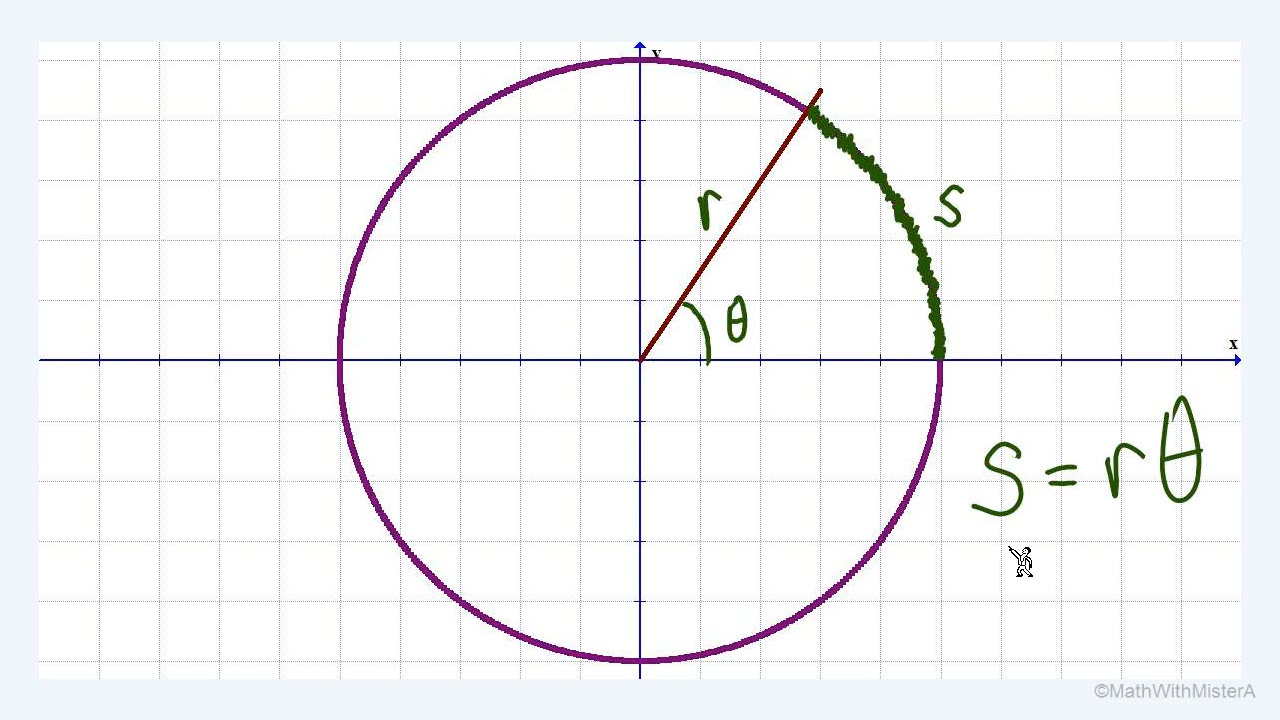 y
r
s
θ
x
S = rθ
©MathWithMisterA